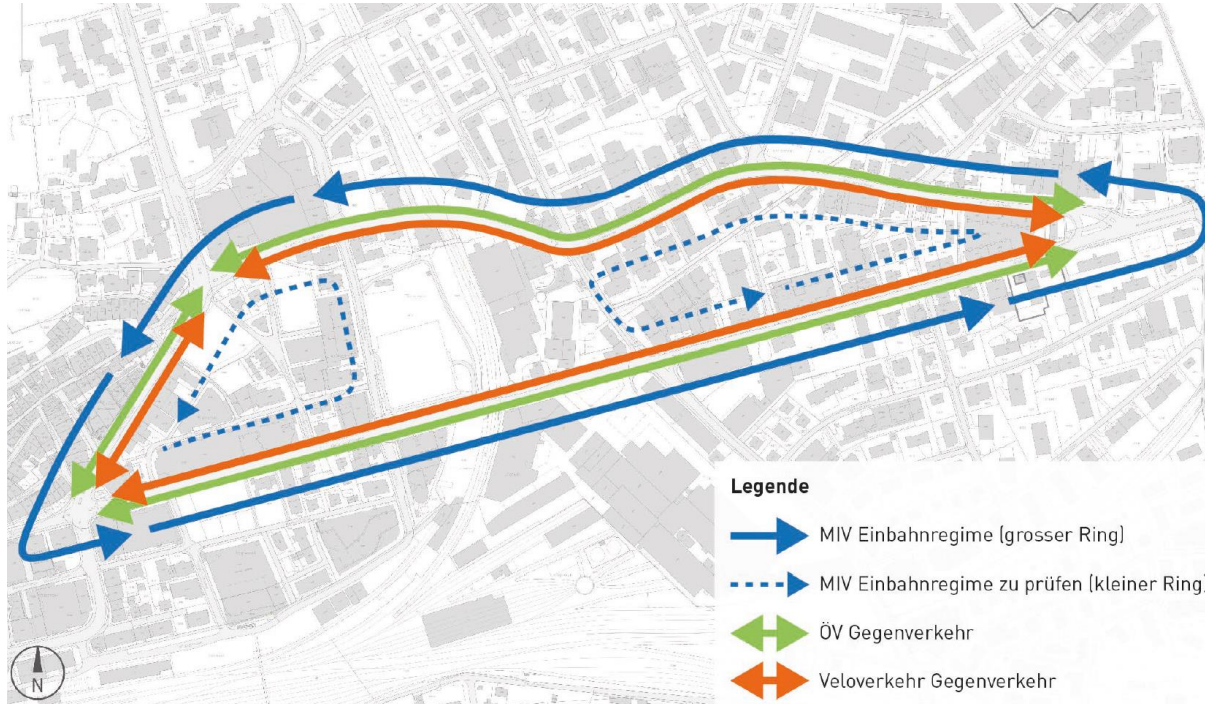 Legende
MIV Einbahnregime (grosser Ring)
MIV Einbahnregime zu prüfen (kleiner Ring)
ÖV Gegenverkehr
Veloverkehr Gegenverkehr
N